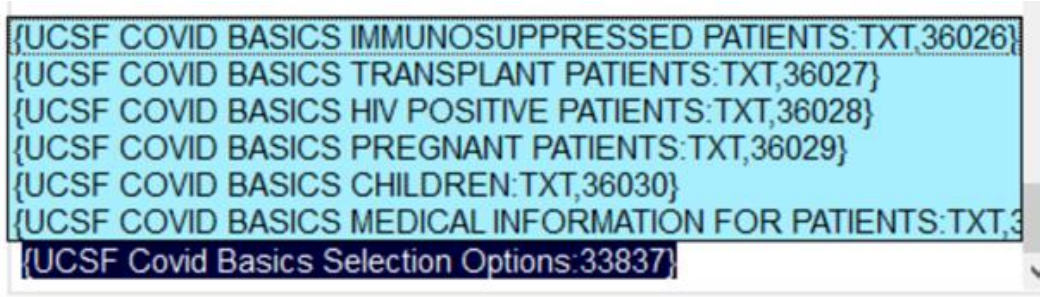 {UCSF COVID BASICS IMMUNOSUPPRESSED PATIENTS:TXT,36026}
{UCSF COVID BASICS TRANSPLANT PATIENTS:TXT,36027}
{UCSF COVID BASICS HIV POSITIVE PATIENTS:TXT,36028}
{UCSF COVID BASICS PREGNANT PATIENTS:TXT,36029}
{UCSF COVID BASICS CHILDREN:TXT,36030}
{UCSF COVID BASICS MEDICAL INFORMATION FOR PATIENTS:TXT,3
{UCSF Covid Basics Selection Options:33837}